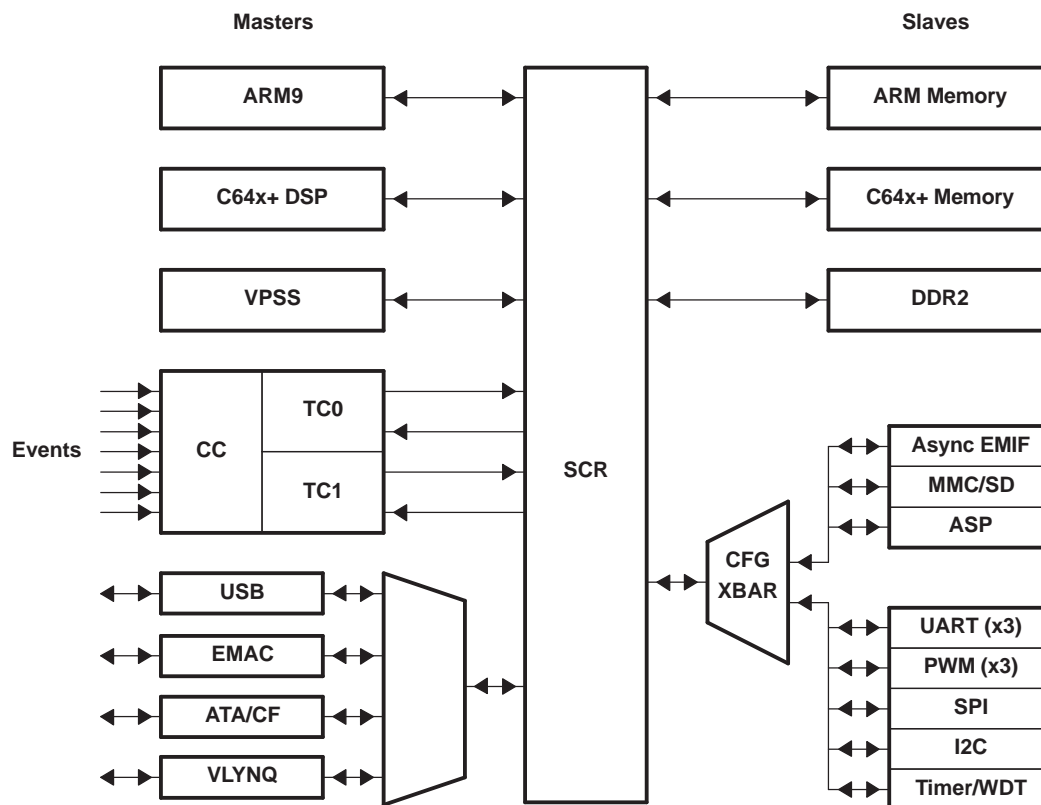 Masters
Slaves
ARM9
ARM Memory
C64x+ DSP
C64x+ Memory
VPSS
DDR2
Events
CC
TC0
TC1
SCR
CFG
XBAR
Async EMIF
MMC/SD
ASP
USB
EMAC
ATA/CF
VLYNQ
UART (x3)
PWM (x3)
SPI
I2C
Timer/WDT